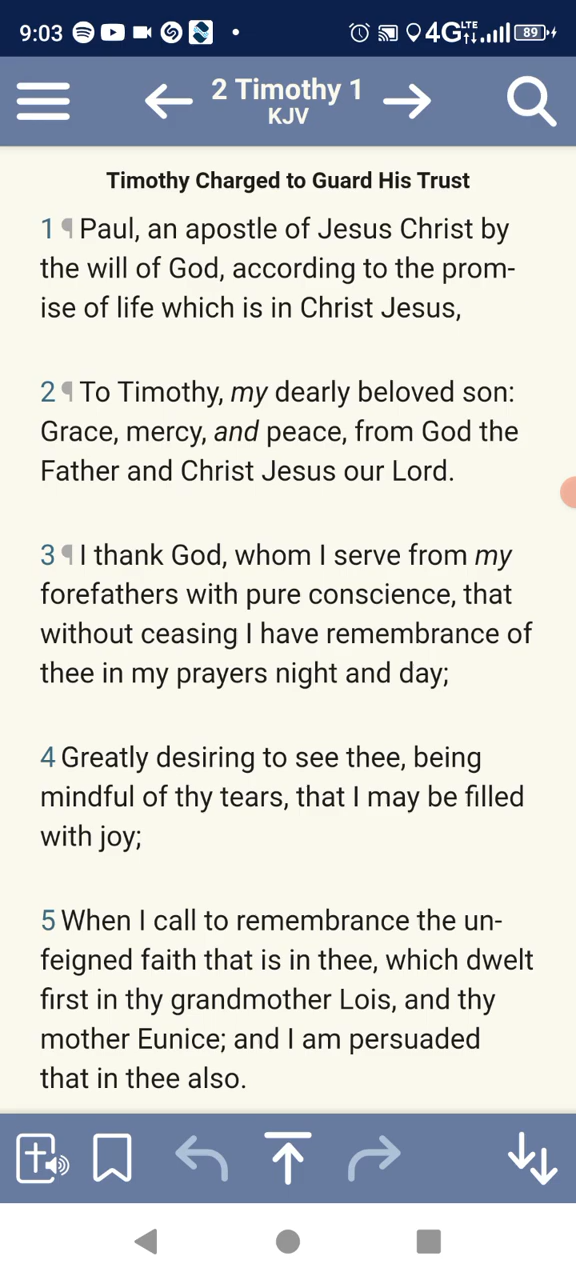 9:03
4G LTE 89
2 Timothy 1
KJV
Timothy Charged to Guard His Trust
1 ¶ Paul, an apostle of Jesus Christ by
the will of God, according to the prom-
ise of life which is in Christ Jesus,
2 ¶ To Timothy, my dearly beloved son:
Grace, mercy, and peace, from God the
Father and Christ Jesus our Lord.
3 ¶ I thank God, whom I serve from my
forefathers with pure conscience, that
without ceasing I have remembrance of
thee in my prayers night and day;
4 Greatly desiring to see thee, being
mindful of thy tears, that I may be filled
with joy;
5 When I call to remembrance the un-
feigned faith that is in thee, which dwelt
first in thy grandmother Lois, and thy
mother Eunice; and I am persuaded
that in thee also.